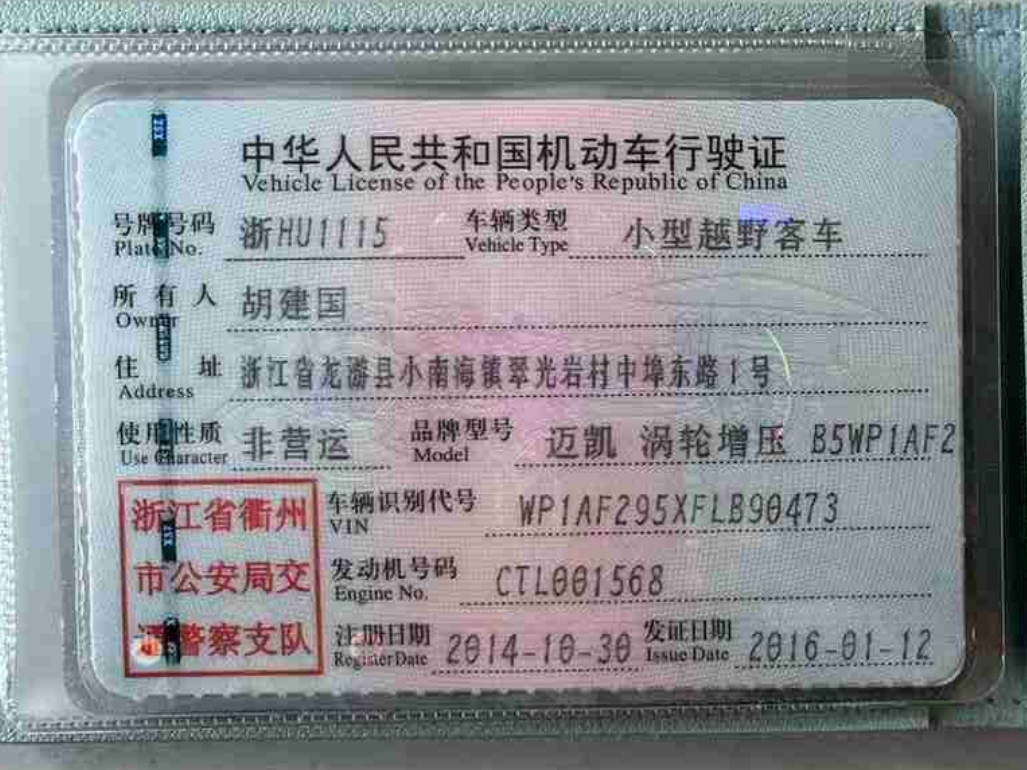 中华人民共和国机动车行驶证
Vehicle License of the People's Republic of China
号牌号码 浙HU1115 车辆类型 小型越野客车
Plate No. Vehicle Type
所有人 胡建国
Owner
住址 浙江省龙游县小南海镇翠光岩村中埠东路1号
Address
使用性质 非营运 品牌型号 迈凯 涡轮增压 B5WP1AF2
Use Character Model
浙江省衢州 车辆识别代号 WP1AF295XFLB90473
VIN
市公安局交 发动机号码 CTL001568
Engine No.
通警察支队 注册日期 2014-10-30 发证日期 2016-01-12
Register Date Issue Date